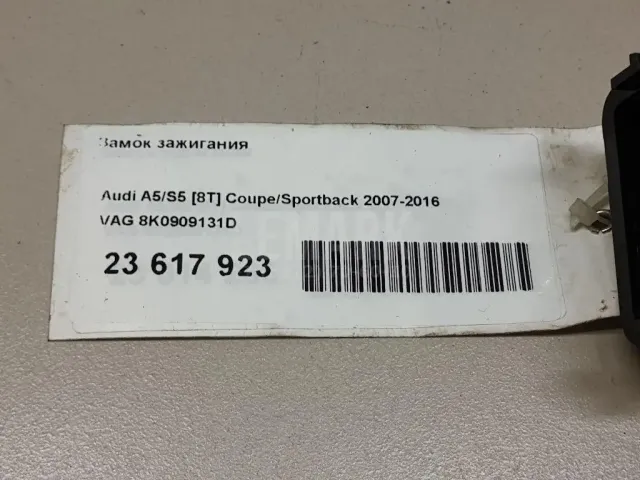 Замок зажигания
Audi A5/S5 [8T] Coupe/Sportback 2007-2016
VAG 8K0909131D
23 617 923